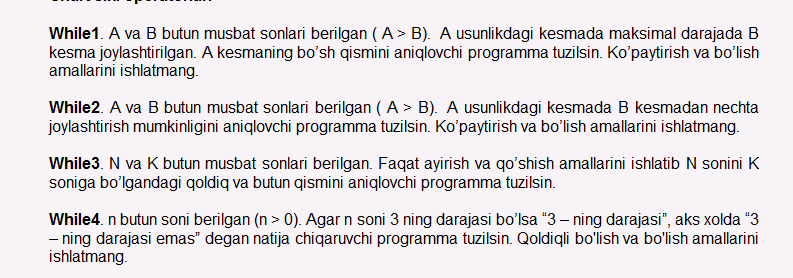 While1. A va B butun musbat sonlari berilgan ( A > B). A usunlikdagi kesmada maksimal darajada B
kesma joylashtirilgan. A kesmaning bo’sh qismini aniqlovchi programma tuzilsin. Ko’paytirish va bo’lish
amallarini ishlatmang.
While2. A va B butun musbat sonlari berilgan ( A > B). A usunlikdagi kesmada B kesmadan nechta
joylashtirish mumkinligini aniqlovchi programma tuzilsin. Ko’paytirish va bo’lish amallarini ishlatmang.
While3. N va K butun musbat sonlari berilgan. Faqat ayirish va qo’shish amallarini ishlatib N sonini K
soniga bo’lgandagi qoldiq va butun qismini aniqlovchi programma tuzilsin.
While4. n butun soni berilgan (n > 0). Agar n soni 3 ning darajasi bo’lsa “3 – ning darajasi”, aks xolda “3
– ning darajasi emas” degan natija chiqaruvchi programma tuzilsin. Qoldiqli bo'lish va bo'lish amallarini
ishlatmang.